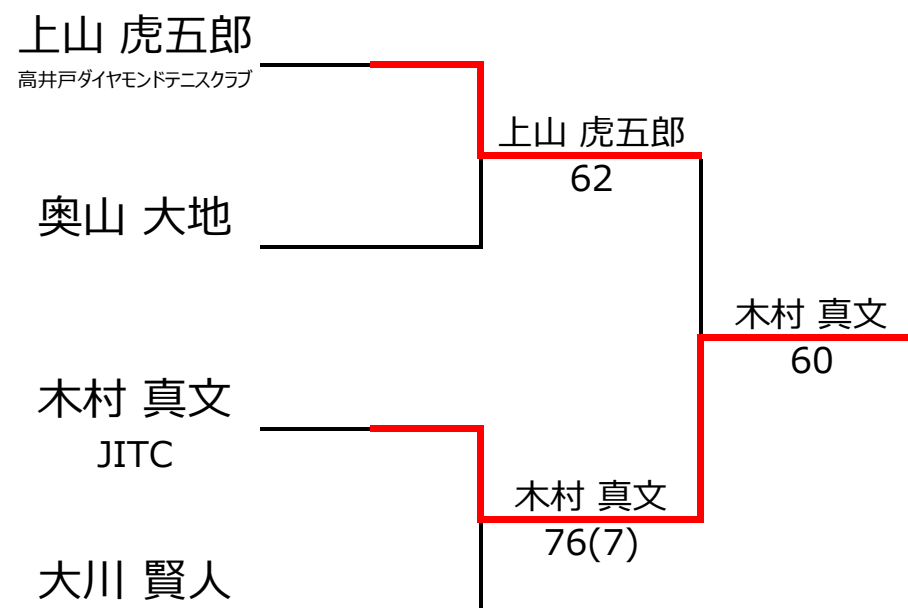 上山 虎五郎
高井戸ダイヤモンドテニスクラブ
上山 虎五郎
62
奥山 大地
木村 真文
60
木村 真文
JITC
木村 真文
76(7)
大川 賢人